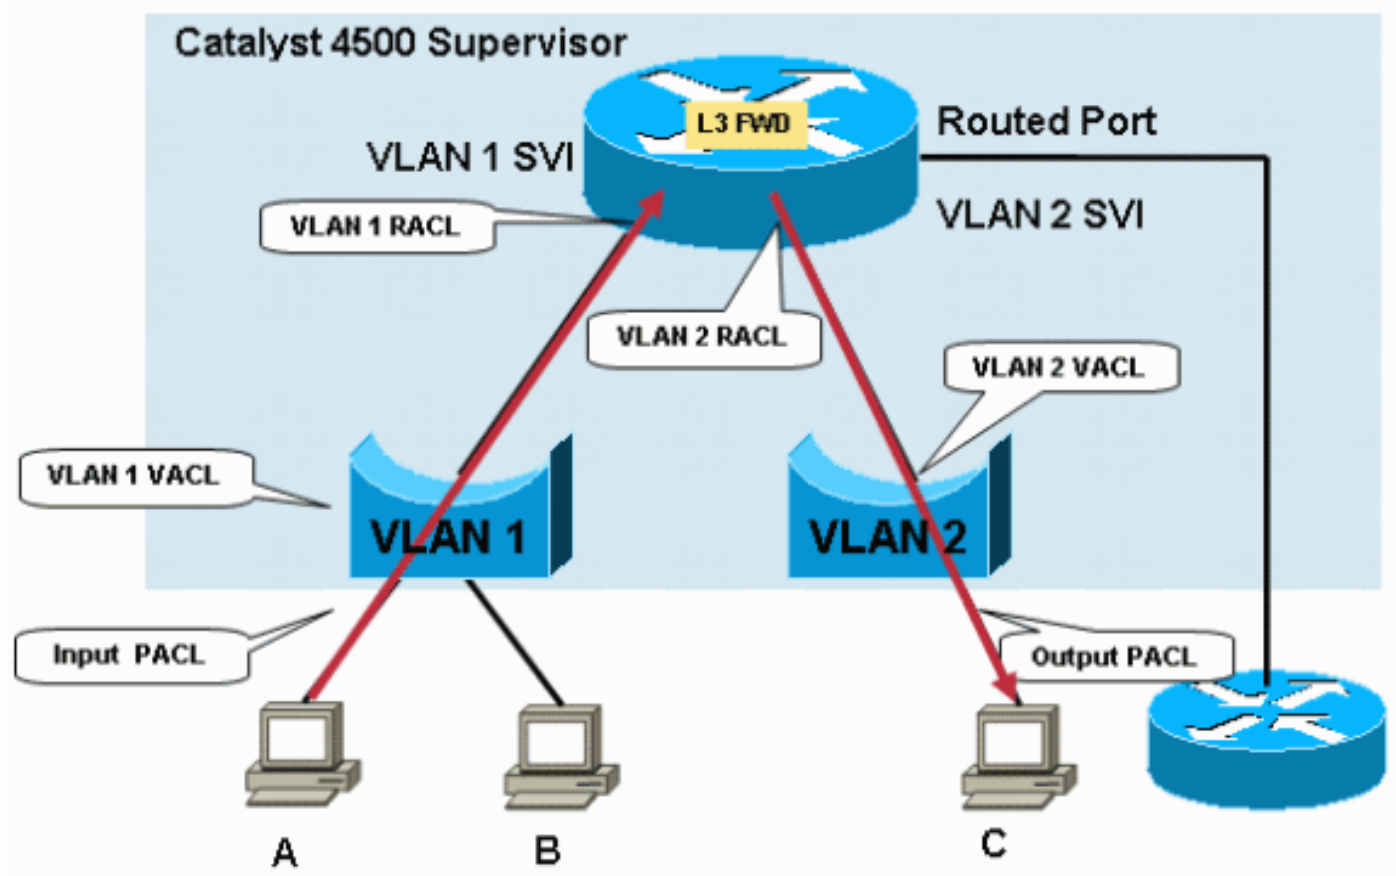 Catalyst 4500 Supervisor
L3 FWD
Routed Port
VLAN 1 SVI
VLAN 1 RACL
VLAN 2 SVI
VLAN 2 RACL
VLAN 2 VACL
VLAN 1 VACL
VLAN 1
VLAN 2
Input PACL
Output PACL
A
B
C